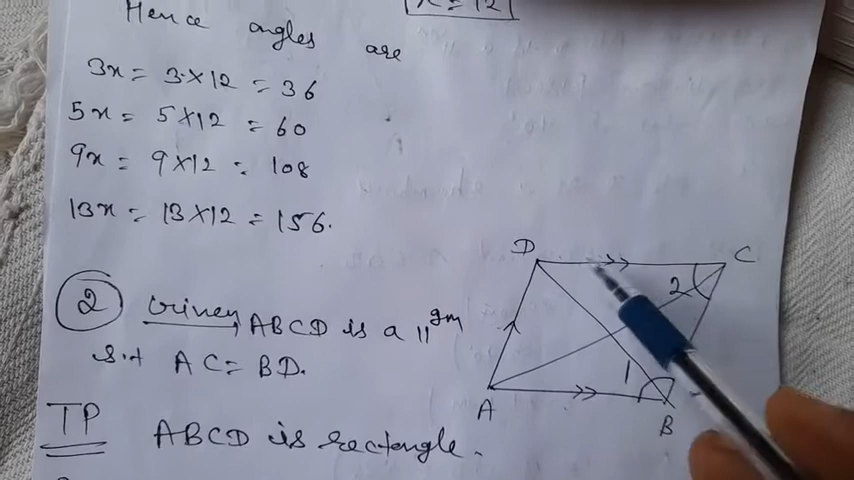 x = 12
Hence angles are
3x = 3×12 = 36
5x = 5×12 = 60
9x = 9×12 = 108
13x = 13×12 = 156.
D C
2
② Given, ABCD is a ||gm
s.t AC = BD.
1
A B
TP ABCD is rectangle.